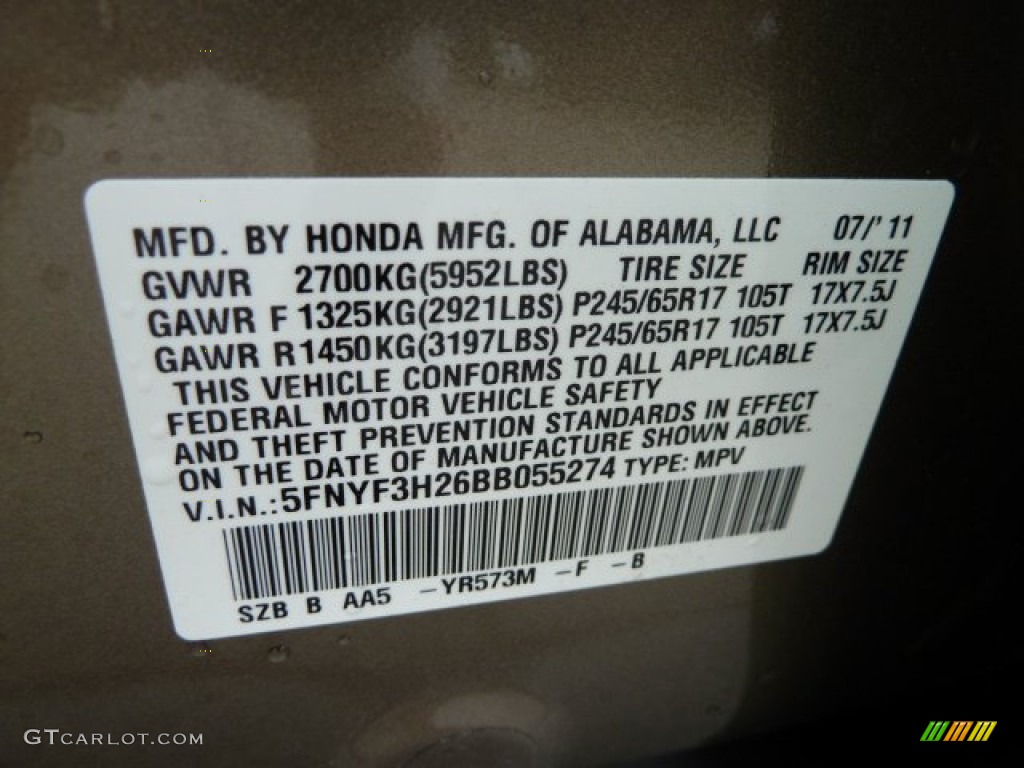 MFD. BY HONDA MFG. OF ALABAMA, LLC 07/'11
GVWR 2700KG(5952LBS) TIRE SIZE RIM SIZE
GAWR F 1325KG(2921LBS) P245/65R17 105T 17X7.5J
GAWR R1450KG(3197LBS) P245/65R17 105T 17X7.5J
THIS VEHICLE CONFORMS TO ALL APPLICABLE
FEDERAL MOTOR VEHICLE SAFETY
AND THEFT PREVENTION STANDARDS IN EFFECT
ON THE DATE OF MANUFACTURE SHOWN ABOVE.
V.I.N.:5FNYF3H26BB055274 TYPE: MPV
SZB B AA5 -YR573M -F -B
GTCARLOT.COM